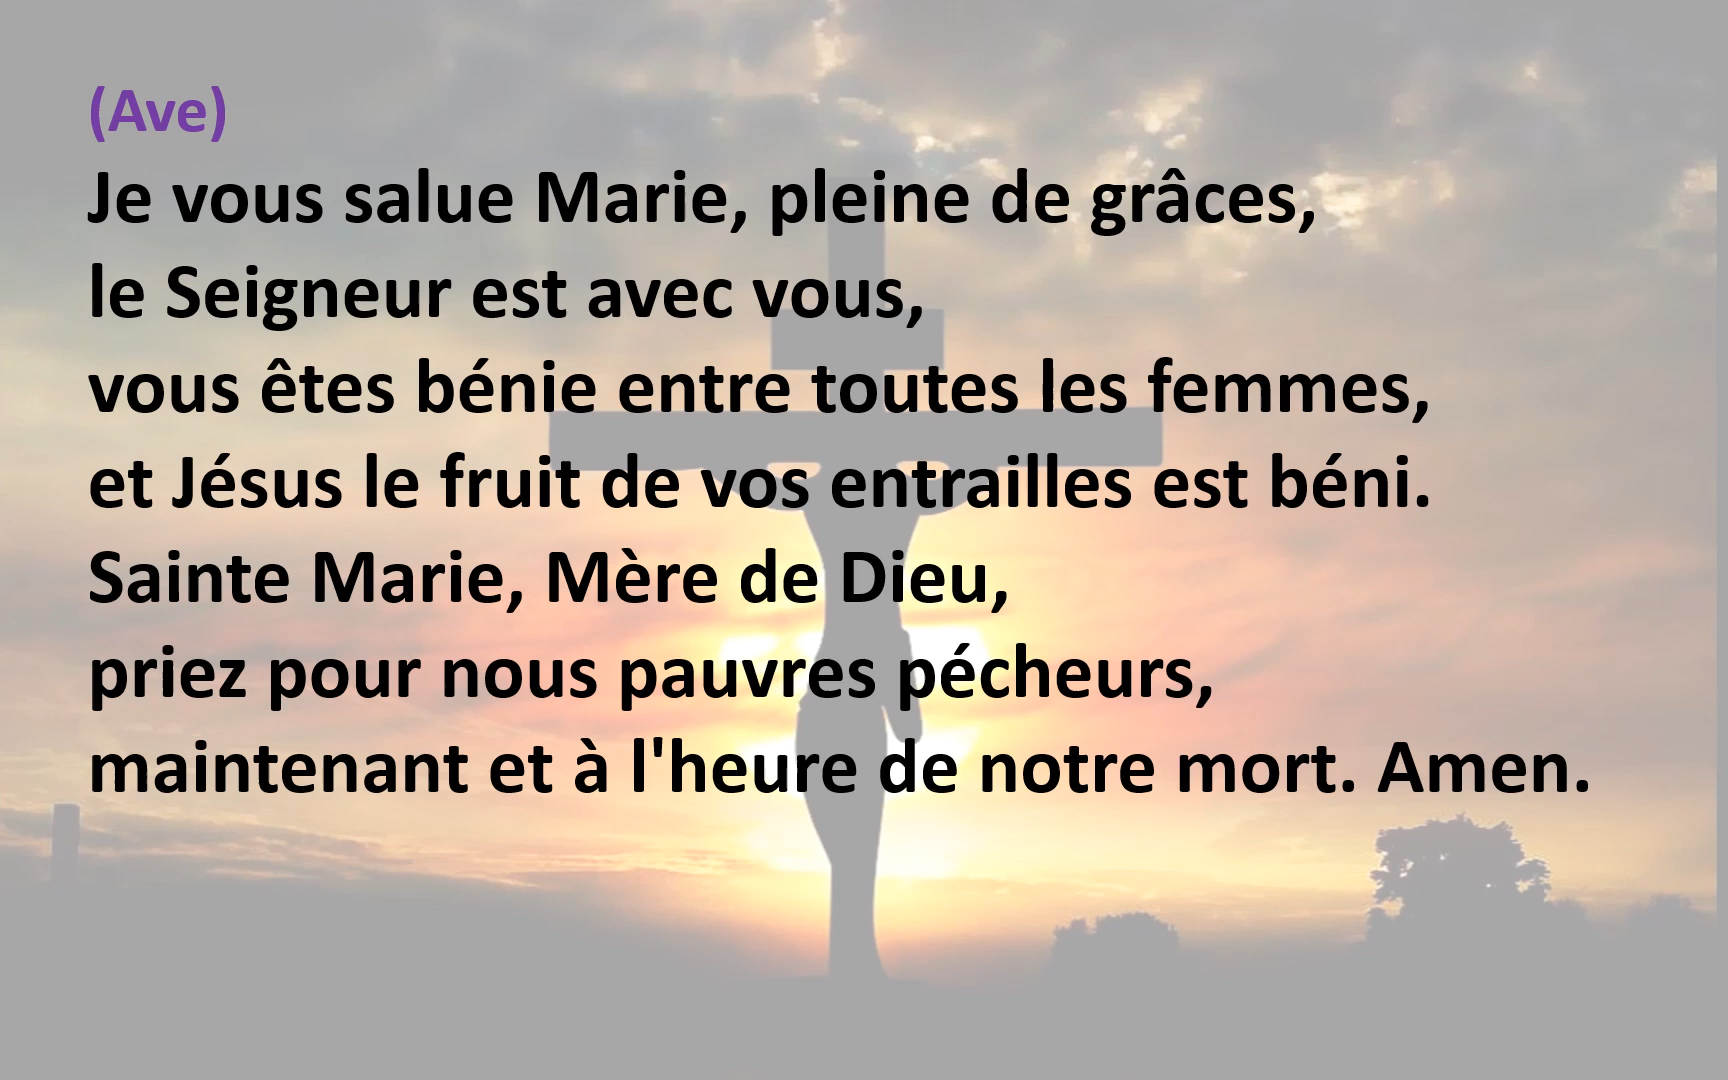 (Ave)
Je vous salue Marie, pleine de grâces,
le Seigneur est avec vous,
vous êtes bénie entre toutes les femmes,
et Jésus le fruit de vos entrailles est béni.
Sainte Marie, Mère de Dieu,
priez pour nous pauvres pécheurs,
maintenant et à l'heure de notre mort. Amen.